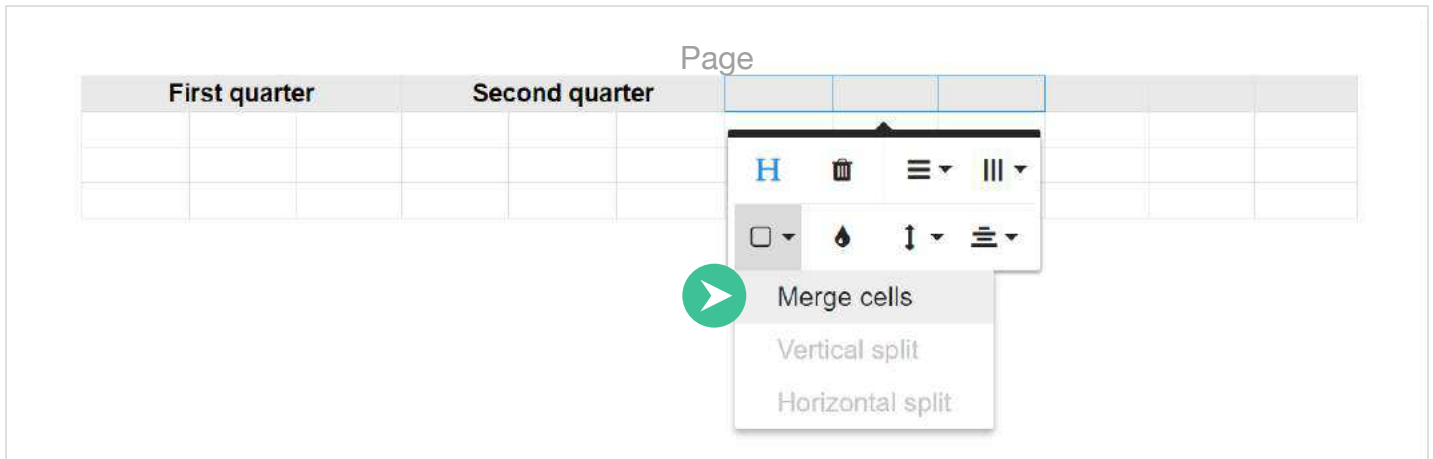 Page
First quarter Second quarter
H
Merge cells
Vertical split
Horizontal split